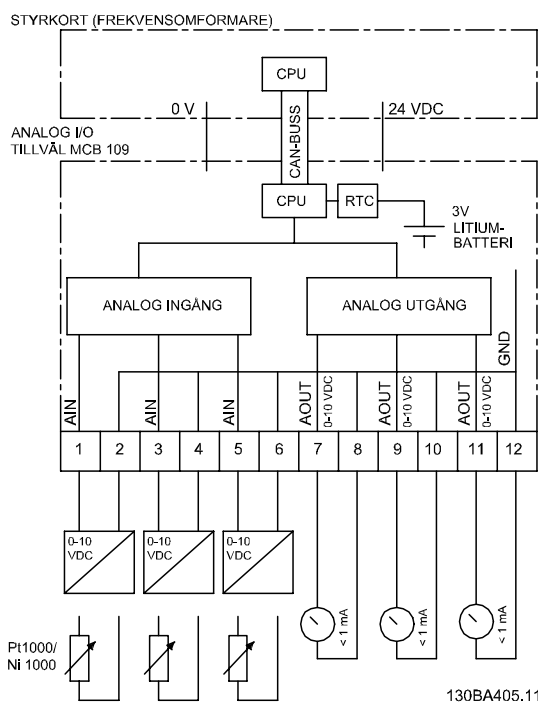 STYRKORT (FREKVENSOMFORMARE)
CPU
0 V
24 VDC
CAN-BUSS
ANALOG I/O
TILLVAL MCB 109
CPU
RTC
3V
LITIUM-
BATTERI
ANALOG INGÅNG
ANALOG UTGÅNG
GND
AIN
AIN
AIN
AOUT
0-10 VDC
AOUT
0-10 VDC
AOUT
0-10 VDC
1 2 3 4 5 6 7 8 9 10 11 12
0-10
VDC
0-10
VDC
0-10
VDC
< 1 mA
< 1 mA
< 1 mA
Pt1000/
Ni 1000
130BA405.11